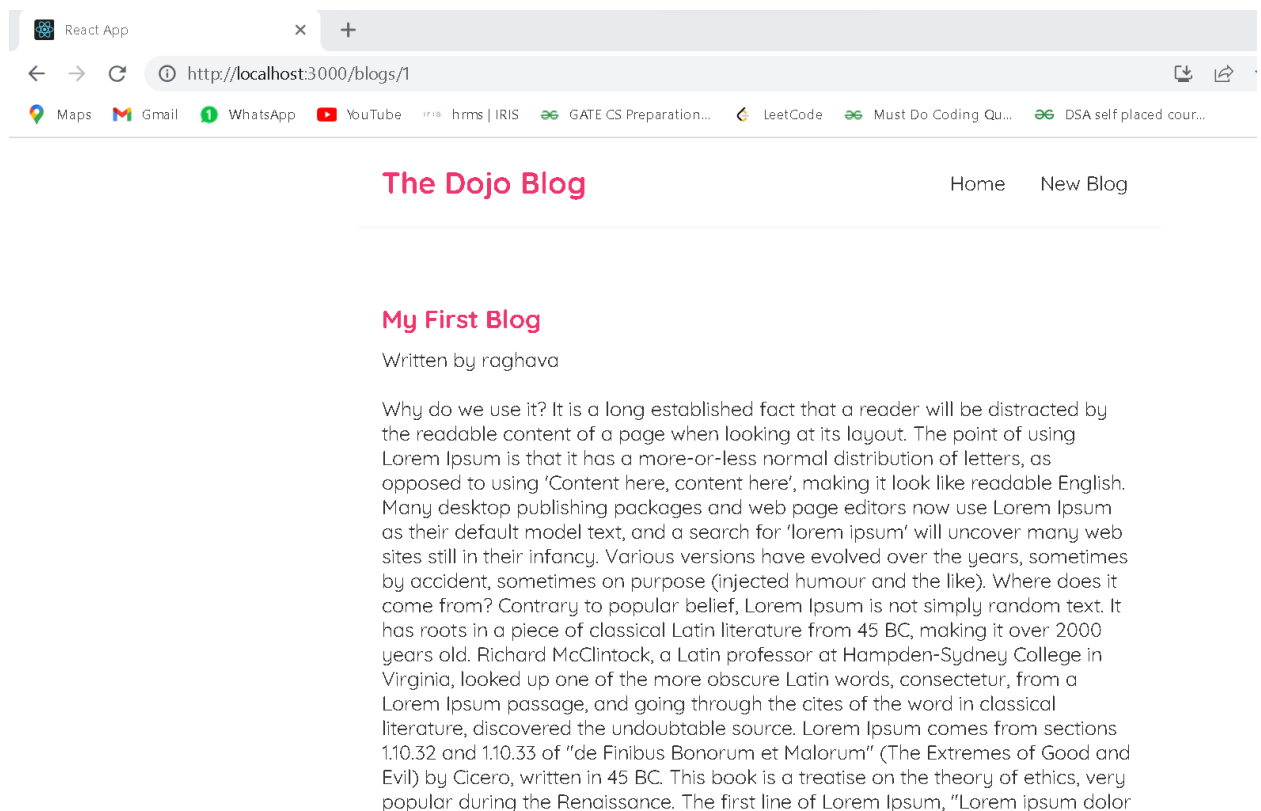 React App
http://localhost:3000/blogs/1
Maps Gmail 1 WhatsApp YouTube IRIS hrms | IRIS GATE CS Preparation... LeetCode Must Do Coding Qu... DSA self placed cour...
The Dojo Blog Home New Blog
My First Blog
Written by raghava
Why do we use it? It is a long established fact that a reader will be distracted by
the readable content of a page when looking at its layout. The point of using
Lorem Ipsum is that it has a more-or-less normal distribution of letters, as
opposed to using 'Content here, content here', making it look like readable English.
Many desktop publishing packages and web page editors now use Lorem Ipsum
as their default model text, and a search for 'lorem ipsum' will uncover many web
sites still in their infancy. Various versions have evolved over the years, sometimes
by accident, sometimes on purpose (injected humour and the like). Where does it
come from? Contrary to popular belief, Lorem Ipsum is not simply random text. It
has roots in a piece of classical Latin literature from 45 BC, making it over 2000
years old. Richard McClintock, a Latin professor at Hampden-Sydney College in
Virginia, looked up one of the more obscure Latin words, consectetur, from a
Lorem Ipsum passage, and going through the cites of the word in classical
literature, discovered the undoubtable source. Lorem Ipsum comes from sections
1.10.32 and 1.10.33 of "de Finibus Bonorum et Malorum" (The Extremes of Good and
Evil) by Cicero, written in 45 BC. This book is a treatise on the theory of ethics, very
popular during the Renaissance. The first line of Lorem Ipsum, "Lorem ipsum dolor